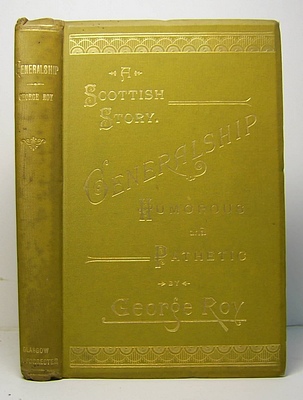 GENERALSHIP
GEORGE ROY
GLASGOW
A
SCOTTISH
STORY.
GENERALSHIP
HUMOROUS
AND
PATHETIC
BY
George Roy